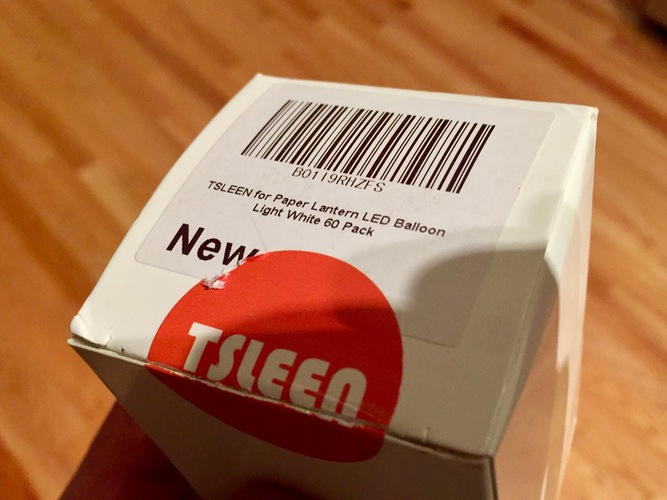 B0119RHZFS
TSLEEN for Paper Lantern LED Balloon
Light White 60 Pack
New
TSLEEN